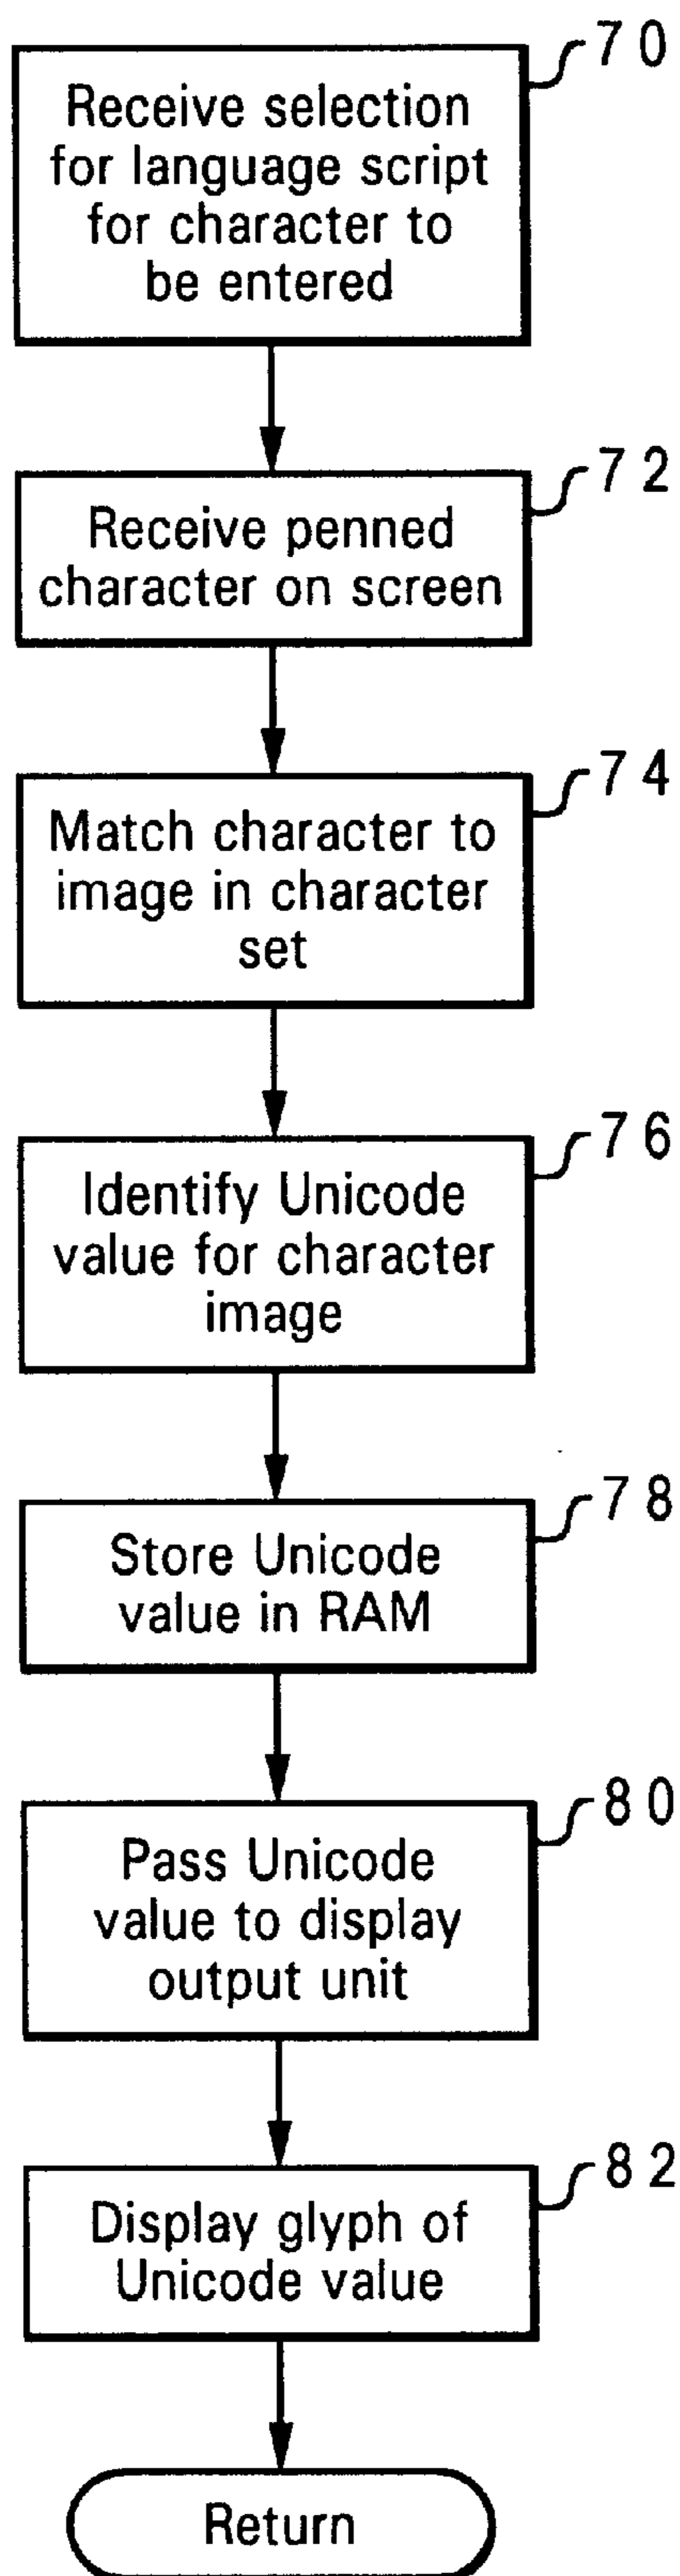 70
Receive selection
for language script
for character to
be entered
72
Receive penned
character on screen
74
Match character to
image in character
set
76
Identify Unicode
value for character
image
78
Store Unicode
value in RAM
80
Pass Unicode
value to display
output unit
82
Display glyph of
Unicode value
Return